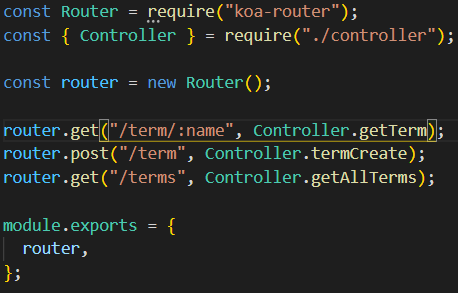 const Router = require("koa-router");
const { Controller } = require("./controller");
const router = new Router();
router.get("/term/:name", Controller.getTerm);
router.post("/term", Controller.termCreate);
router.get("/terms", Controller.getAllTerms);
module.exports = {
  router,
};